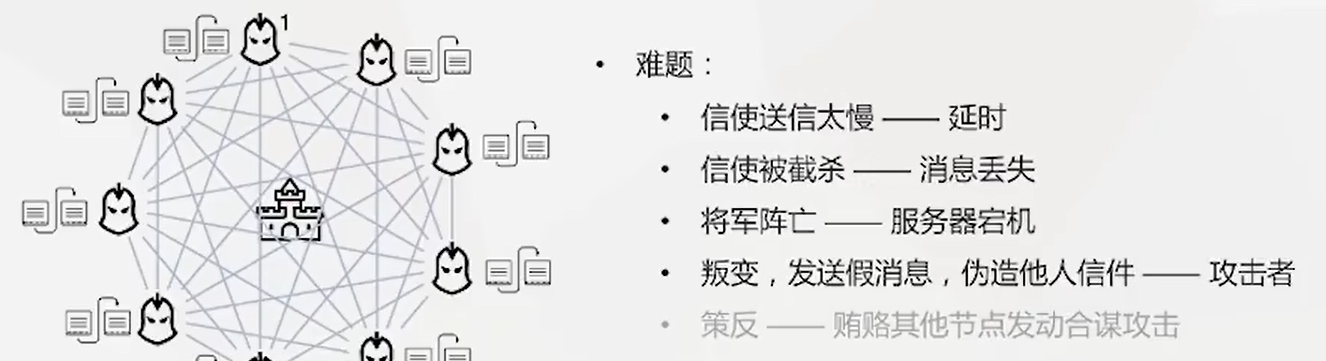 1
难题：
信使送信太慢 —— 延时
信使被截杀 —— 消息丢失
将军阵亡 —— 服务器宕机
叛变，发送假消息，伪造他人信件 —— 攻击者
策反 —— 贿赂其他节点发动合谋攻击